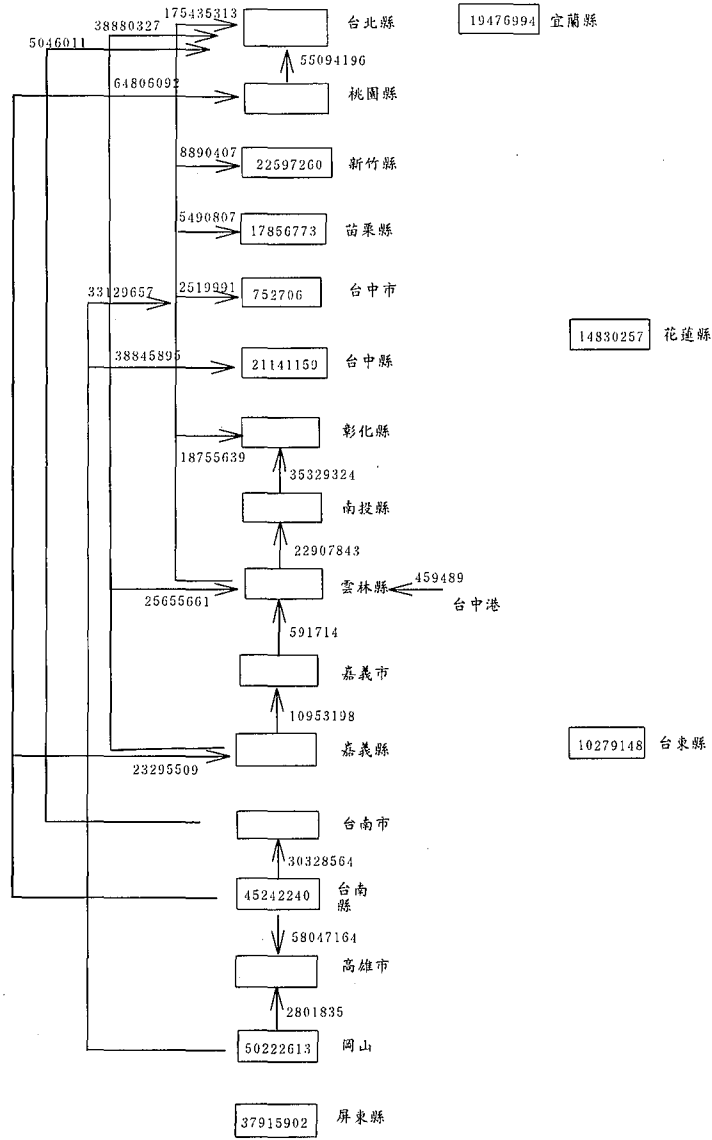 175435313
38880327
台北縣
19476994 宜蘭縣
5046011
55094196
64806092
桃園縣
8890407
22597260 新竹縣
5490807
17856773 苗栗縣
33129657
2519991
752706 台中市
14830257 花蓮縣
38845895
21141159 台中縣
彰化縣
18755639
35329324
南投縣
22907843
雲林縣
459489
25655661
台中港
591714
嘉義市
10953198
嘉義縣
10279148 台東縣
23295509
台南市
30328564
45242240 台南
縣
58047164
高雄市
2801835
50222613 岡山
37915902 屏東縣